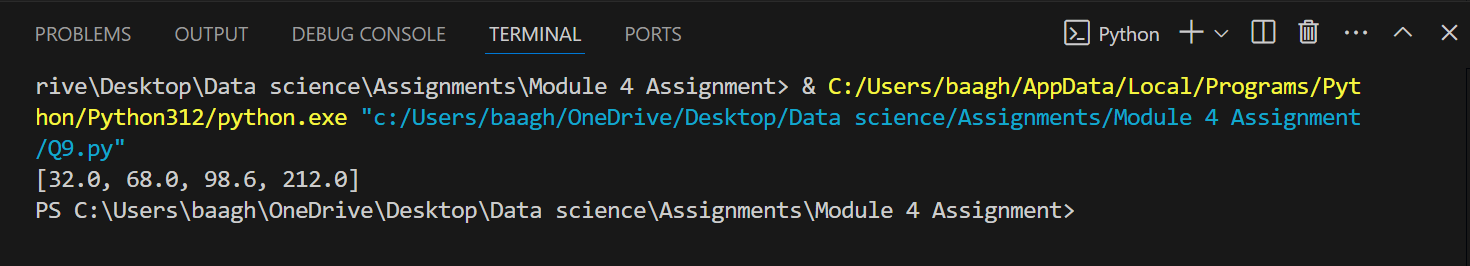 PROBLEMS OUTPUT DEBUG CONSOLE TERMINAL PORTS Python
rive\Desktop\Data science\Assignments\Module 4 Assignment> & C:/Users/baagh/AppData/Local/Programs/Pyt
hon/Python312/python.exe "c:/Users/baagh/OneDrive/Desktop/Data science/Assignments/Module 4 Assignment
/Q9.py"
[32.0, 68.0, 98.6, 212.0]
PS C:\Users\baagh\OneDrive\Desktop\Data science\Assignments\Module 4 Assignment>